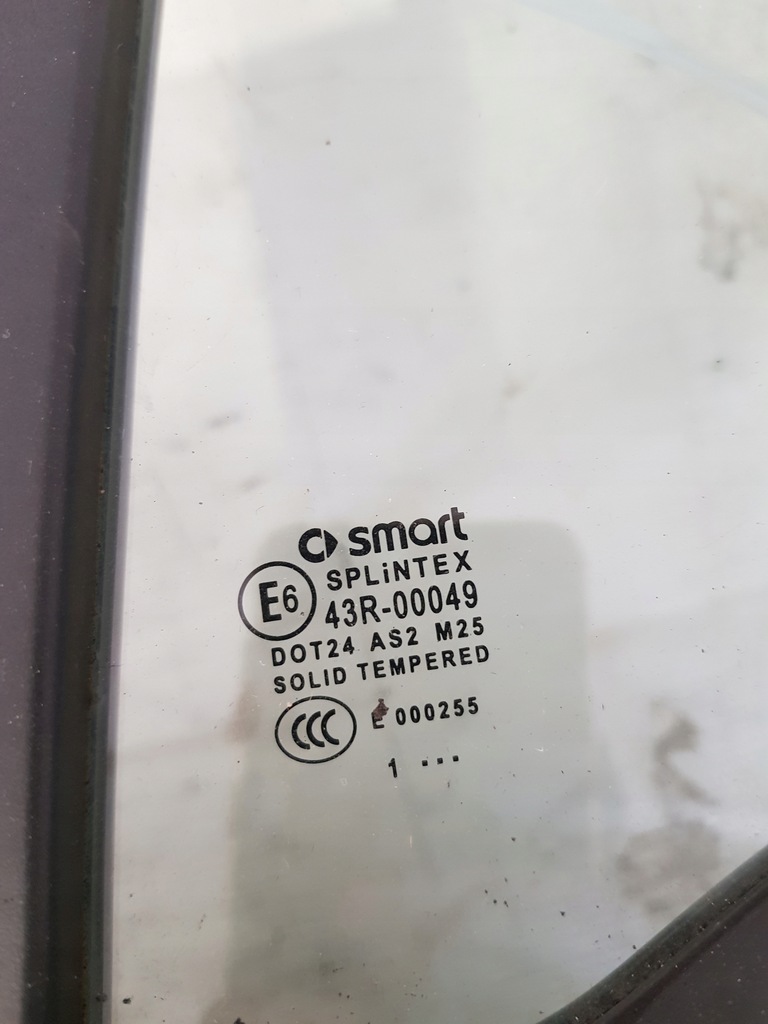 smart
SPLiNTEX
E6 43R-00049
DOT24 AS2 M25
SOLID TEMPERED
CCC E 000255
1 ...